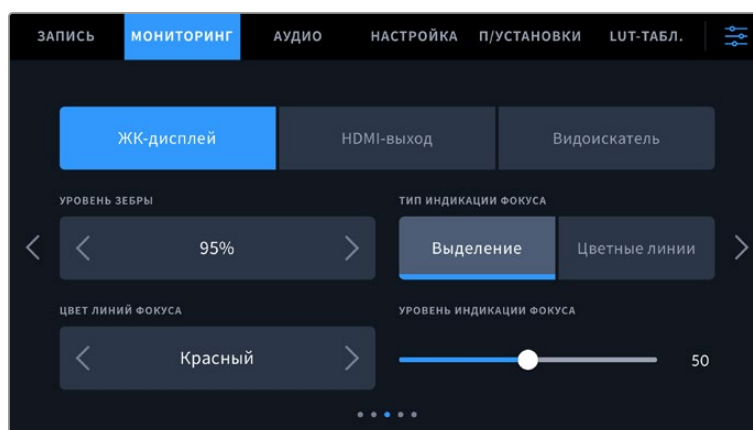 ЗАПИСЬ МОНИТОРИНГ АУДИО НАСТРОЙКА П/УСТАНОВКИ LUT-ТАБЛ.
ЖК-дисплей HDMI-выход Видоискатель
УРОВЕНЬ ЗЕБРЫ ТИП ИНДИКАЦИИ ФОКУСА
95% Выделение Цветные линии
ЦВЕТ ЛИНИЙ ФОКУСА УРОВЕНЬ ИНДИКАЦИИ ФОКУСА
Красный 50